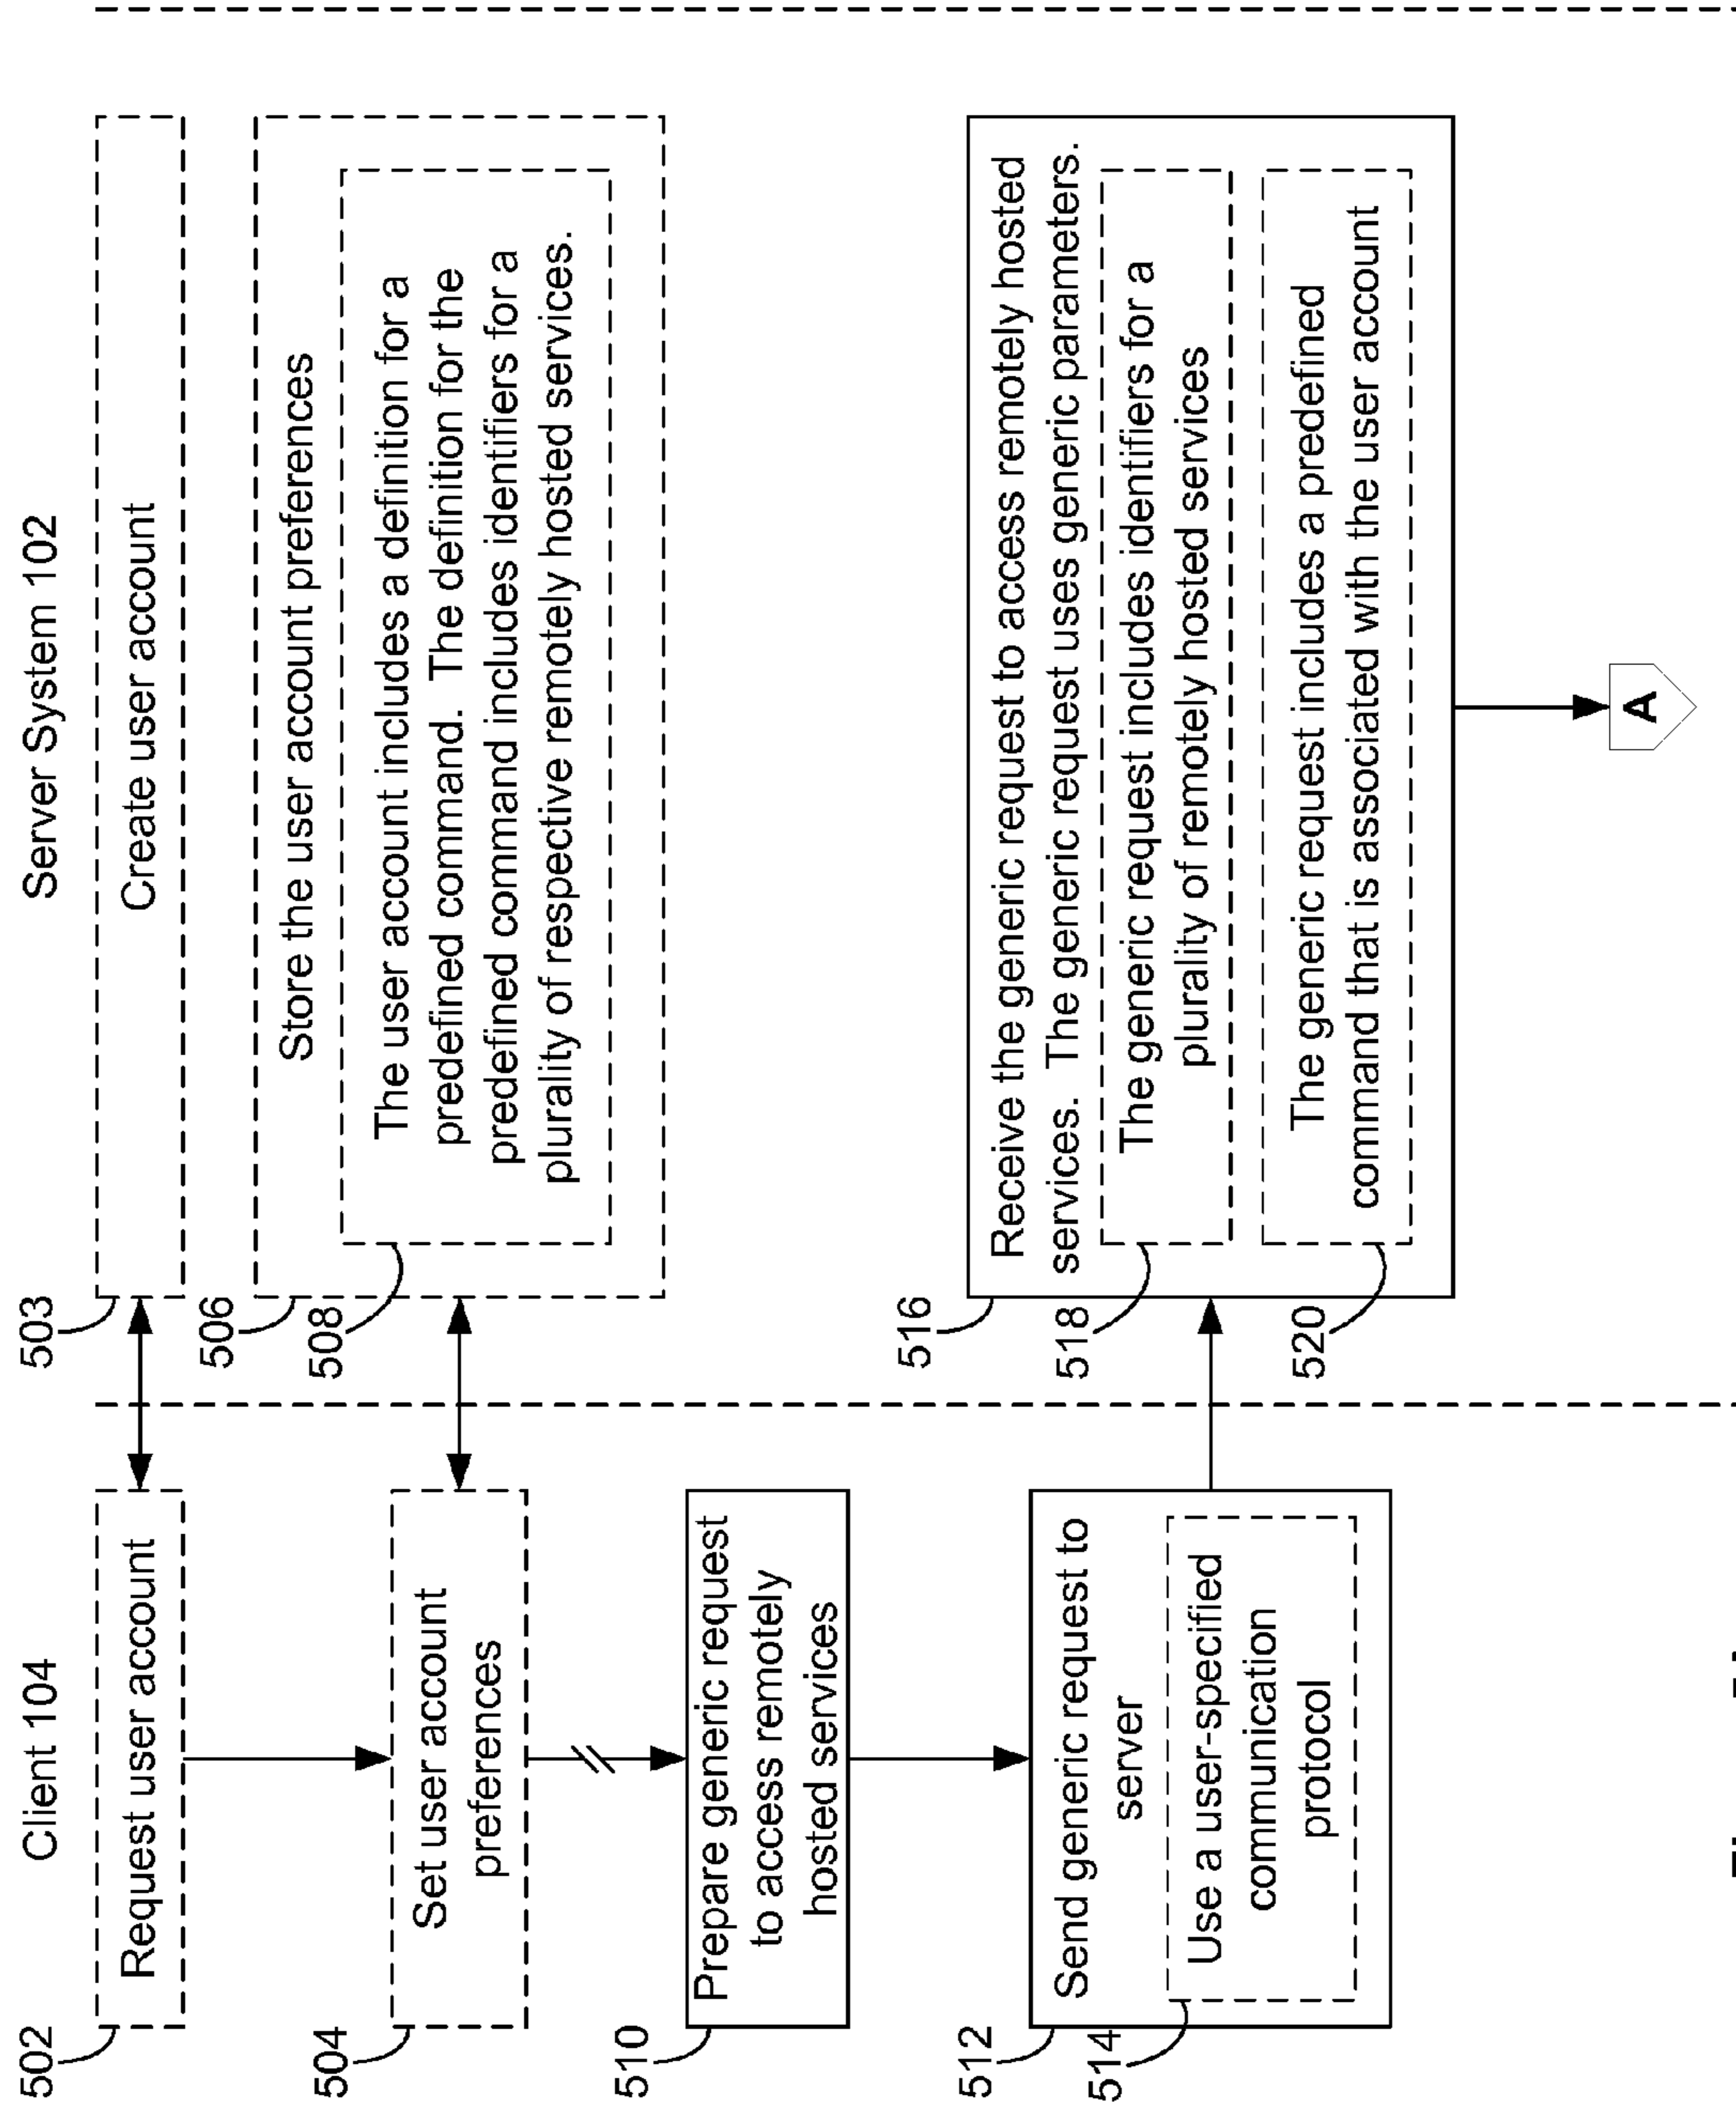 Client 104
Server System 102
502
Request user account
503
Create user account
504
Set user account
preferences
506
Store the user account preferences
508
The user account includes a definition for a
predefined command. The definition for the
predefined command includes identifiers for a
plurality of respective remotely hosted services.
510
Prepare generic request
to access remotely
hosted services
512
Send generic request to
server
514
Use a user-specified
communication
protocol
516
Receive the generic request to access remotely hosted
services. The generic request uses generic parameters.
518
The generic request includes identifiers for a
plurality of remotely hosted services
520
The generic request includes a predefined
command that is associated with the user account
A